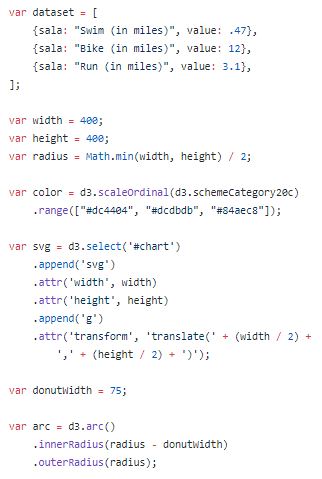 var dataset = [
    {sala: "Swim (in miles)", value: .47},
    {sala: "Bike (in miles)", value: 12},
    {sala: "Run (in miles)", value: 3.1},
];

var width = 400;
var height = 400;
var radius = Math.min(width, height) / 2;

var color = d3.scaleOrdinal(d3.schemeCategory20c)
    .range(["#dc4404", "#dcdbdb", "#84aec8"]);

var svg = d3.select('#chart')
    .append('svg')
    .attr('width', width)
    .attr('height', height)
    .append('g')
    .attr('transform', 'translate(' + (width / 2) +
        ',' + (height / 2) + ')');

var donutWidth = 75;

var arc = d3.arc()
    .innerRadius(radius - donutWidth)
    .outerRadius(radius);